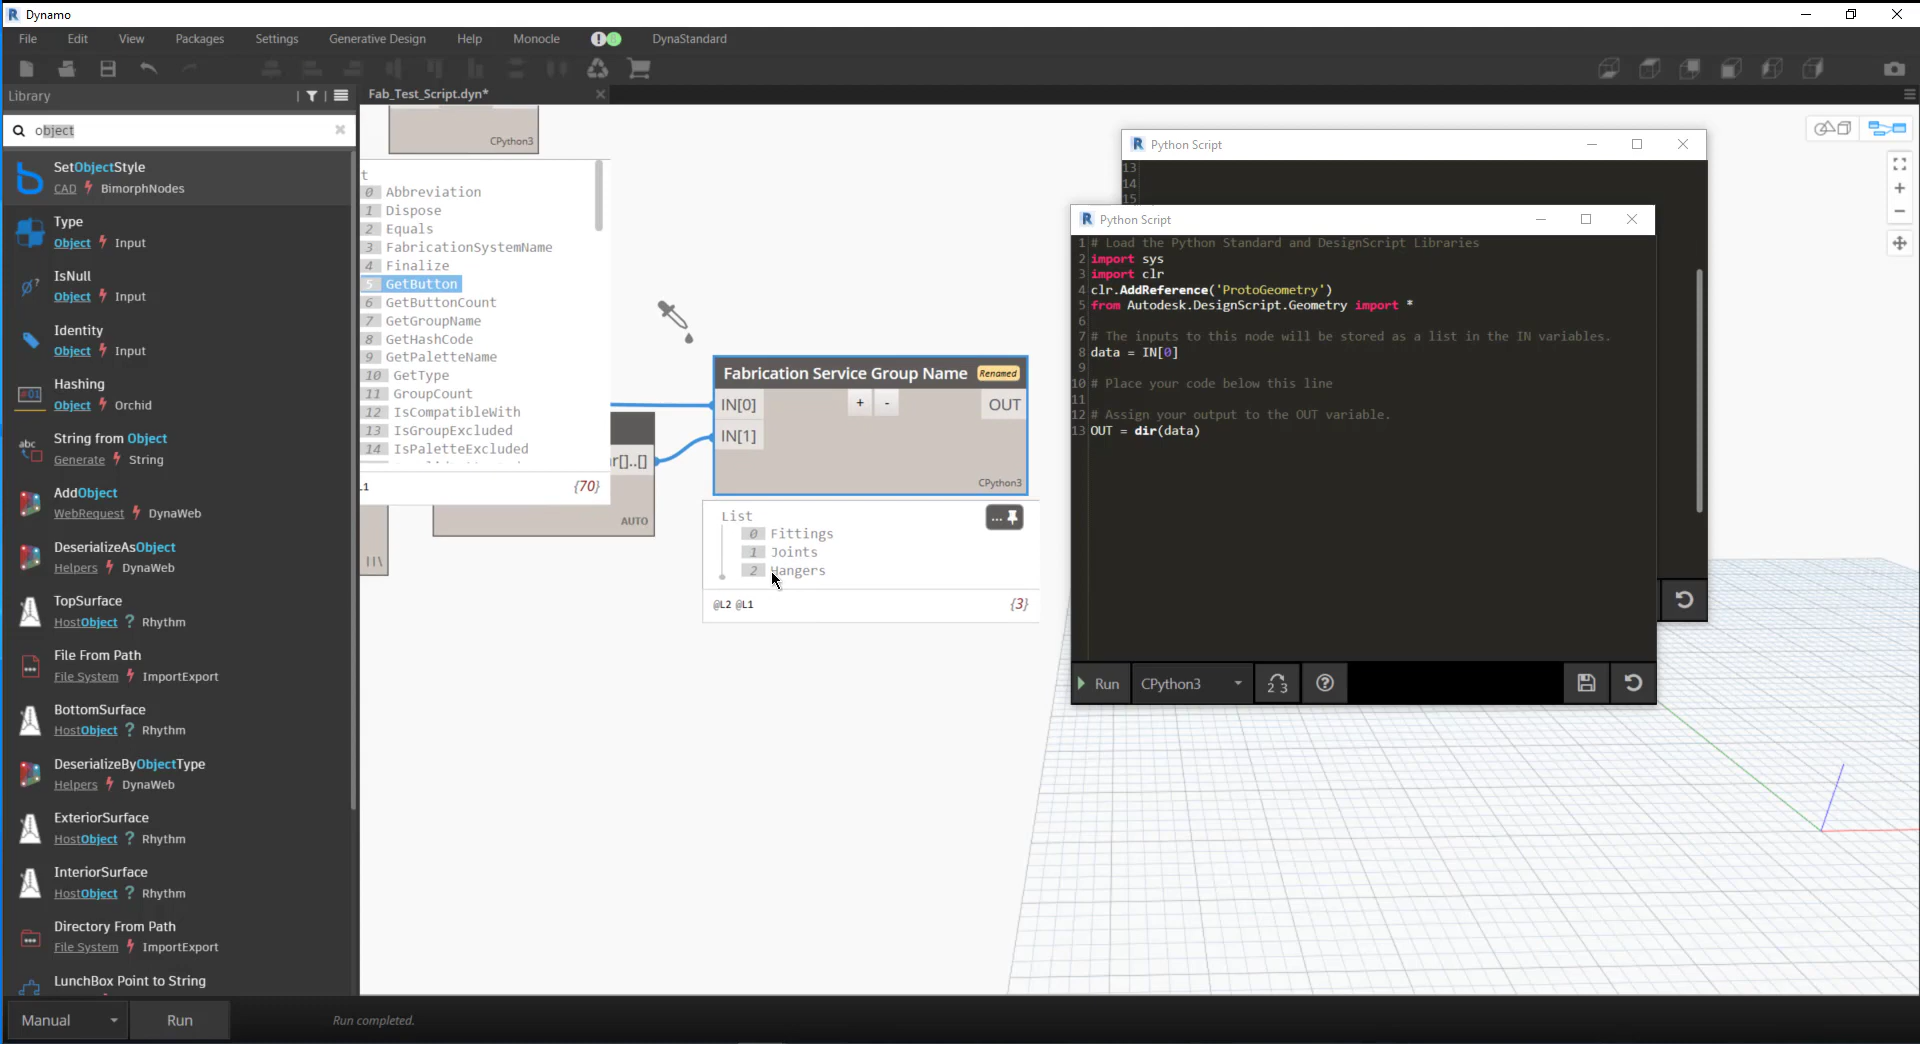 Dynamo
File Edit View Packages Settings Generative Design Help Monocle DynaStandard
Library
Fab_Test_Script.dyn*
object
SetObjectStyle
CAD BimorphNodes
Type
Object Input
IsNull
Object Input
Identity
Object Input
Hashing
Object Orchid
String from Object
Generate String
AddObject
WebRequest DynaWeb
DeserializeAsObject
Helpers DynaWeb
TopSurface
HostObject ? Rhythm
File From Path
File System ImportExport
BottomSurface
HostObject ? Rhythm
DeserializeByObjectType
Helpers DynaWeb
ExteriorSurface
HostObject ? Rhythm
InteriorSurface
HostObject ? Rhythm
Directory From Path
File System ImportExport
LunchBox Point to String
Manual
Run
Run completed.
CPython3
t
0 Abbreviation
1 Dispose
2 Equals
3 FabricationSystemName
4 Finalize
5 GetButton
6 GetButtonCount
7 GetGroupName
8 GetHashCode
9 GetPaletteName
10 GetType
11 GroupCount
12 IsCompatibleWith
13 IsGroupExcluded
14 IsPaletteExcluded
{70}
r[]..[]
AUTO
Fabrication Service Group Name Renamed
IN[0] + - OUT
IN[1]
CPython3
List
0 Fittings
1 Joints
2 Hangers
@L2 @L1 {3}
Python Script
13
14
15
Python Script
1 # Load the Python Standard and DesignScript Libraries
2 import sys
3 import clr
4 clr.AddReference('ProtoGeometry')
5 from Autodesk.DesignScript.Geometry import *
6
7 # The inputs to this node will be stored as a list in the IN variables.
8 data = IN[0]
9
10 # Place your code below this line
11
12 # Assign your output to the OUT variable.
13 OUT = dir(data)
Run CPython3